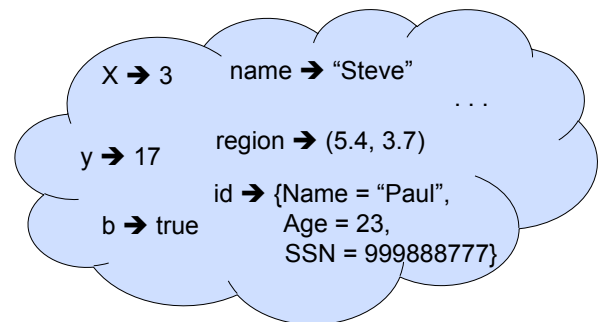 X ➔ 3
name ➔ “Steve”
. . .
y ➔ 17
region ➔ (5.4, 3.7)
b ➔ true
id ➔ {Name = “Paul”,
Age = 23,
SSN = 999888777}